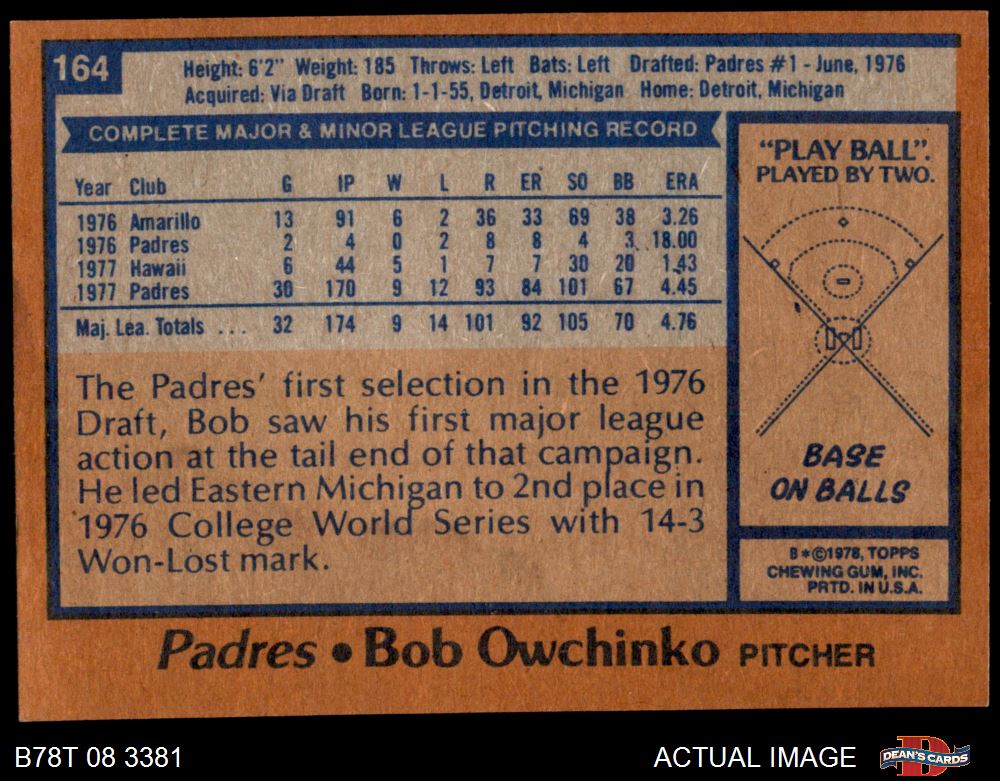 164
Height: 6'2" Weight: 185 Throws: Left Bats: Left Drafted: Padres #1 - June, 1976
Acquired: Via Draft Born: 1-1-55, Detroit, Michigan Home: Detroit, Michigan
COMPLETE MAJOR & MINOR LEAGUE PITCHING RECORD
Year Club G IP W L R ER SO BB ERA
1976 Amarillo 13 91 6 2 36 33 69 38 3.26
1976 Padres 2 4 0 2 8 8 4 3 18.00
1977 Hawaii 6 44 5 1 7 7 30 20 1.43
1977 Padres 30 170 9 12 93 84 101 67 4.45
Maj. Lea. Totals ... 32 174 9 14 101 92 105 70 4.76
The Padres' first selection in the 1976
Draft, Bob saw his first major league
action at the tail end of that campaign.
He led Eastern Michigan to 2nd place in
1976 College World Series with 14-3
Won-Lost mark.
"PLAY BALL".
PLAYED BY TWO.
BASE
ON BALLS
B*©1978, TOPPS
CHEWING GUM, INC.
PRTD. IN U.S.A.
Padres • Bob Owchinko PITCHER
B78T 08 3381
ACTUAL IMAGE
D
DEAN'S CARDS